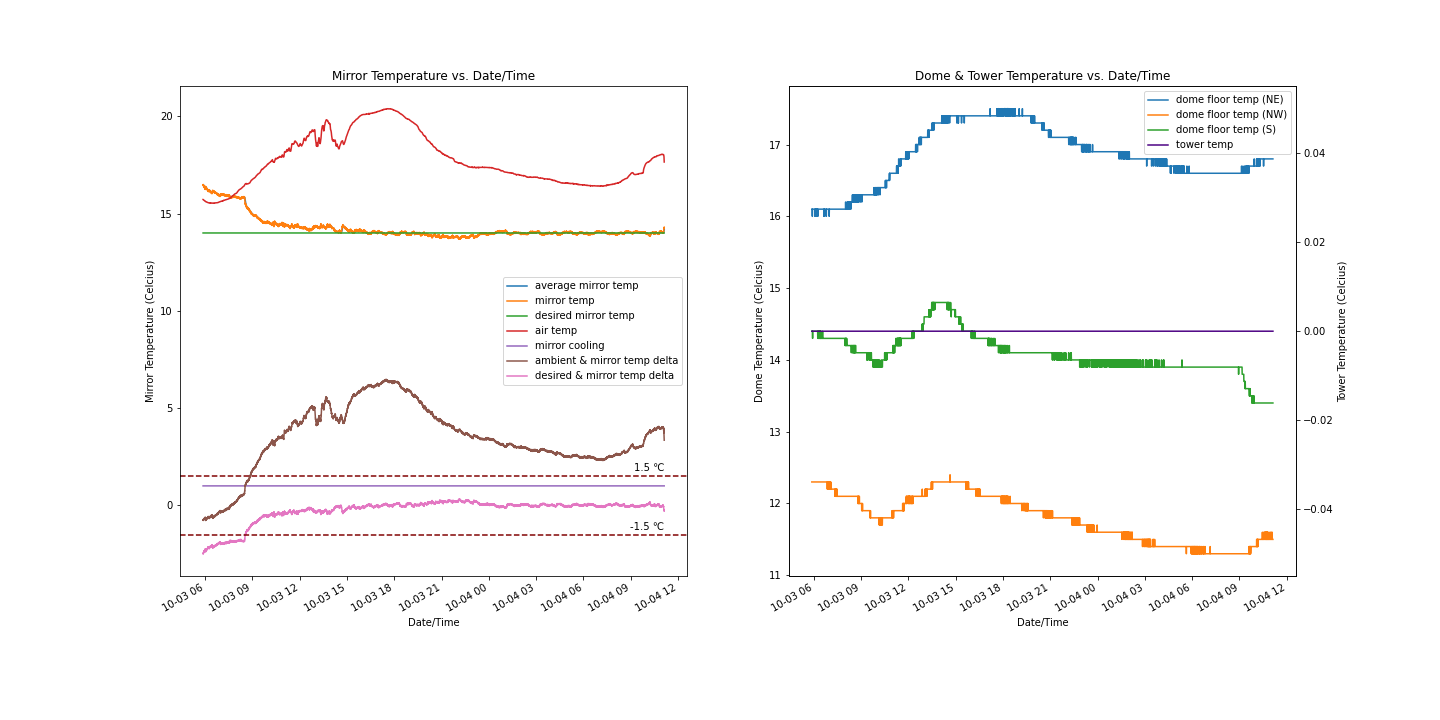 Mirror Temperature vs. Date/Time
20
15
10
5
0
Mirror Temperature (Celcius)
average mirror temp
mirror temp
desired mirror temp
air temp
mirror cooling
ambient & mirror temp delta
desired & mirror temp delta
1.5 °C
-1.5 °C
10-03 06
10-03 09
10-03 12
10-03 15
10-03 18
10-03 21
10-04 00
10-04 03
10-04 06
10-04 09
10-04 12
Date/Time
Dome & Tower Temperature vs. Date/Time
17
16
15
14
13
12
11
Dome Temperature (Celcius)
dome floor temp (NE)
dome floor temp (NW)
dome floor temp (S)
tower temp
0.04
0.02
0.00
−0.02
−0.04
Tower Temperature (Celcius)
10-03 06
10-03 09
10-03 12
10-03 15
10-03 18
10-03 21
10-04 00
10-04 03
10-04 06
10-04 09
10-04 12
Date/Time